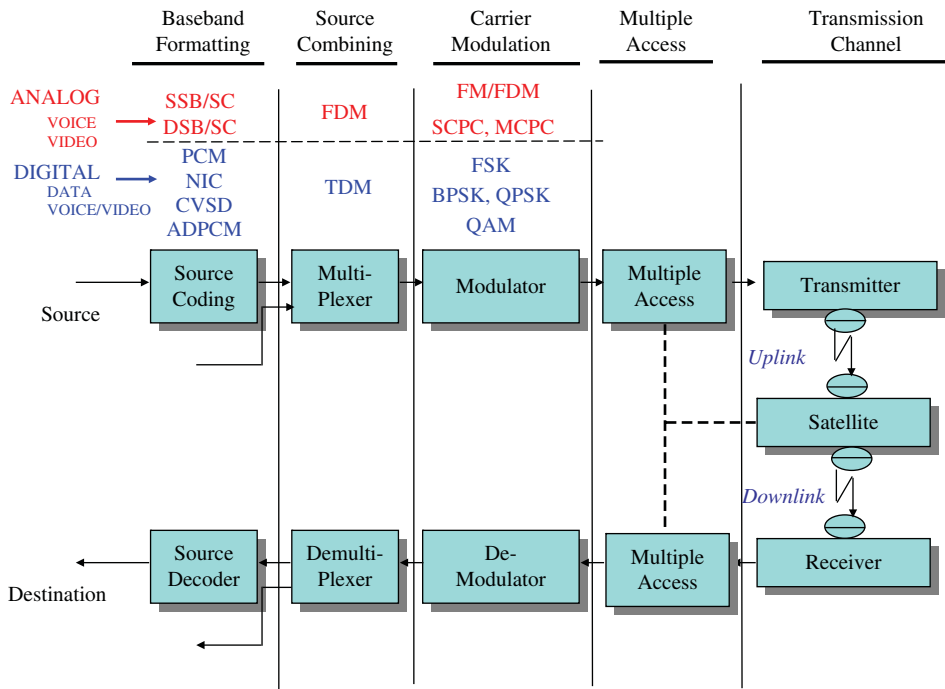 Baseband
Formatting
Source
Combining
Carrier
Modulation
Multiple
Access
Transmission
Channel
ANALOG
VOICE
VIDEO
SSB/SC
DSB/SC
FDM
FM/FDM
SCPC, MCPC
DIGITAL
DATA
VOICE/VIDEO
PCM
NIC
CVSD
ADPCM
TDM
FSK
BPSK, QPSK
QAM
Source
Source
Coding
Multi-
Plexer
Modulator
Multiple
Access
Transmitter
Uplink
Satellite
Downlink
Destination
Source
Decoder
Demulti-
Plexer
De-
Modulator
Multiple
Access
Receiver